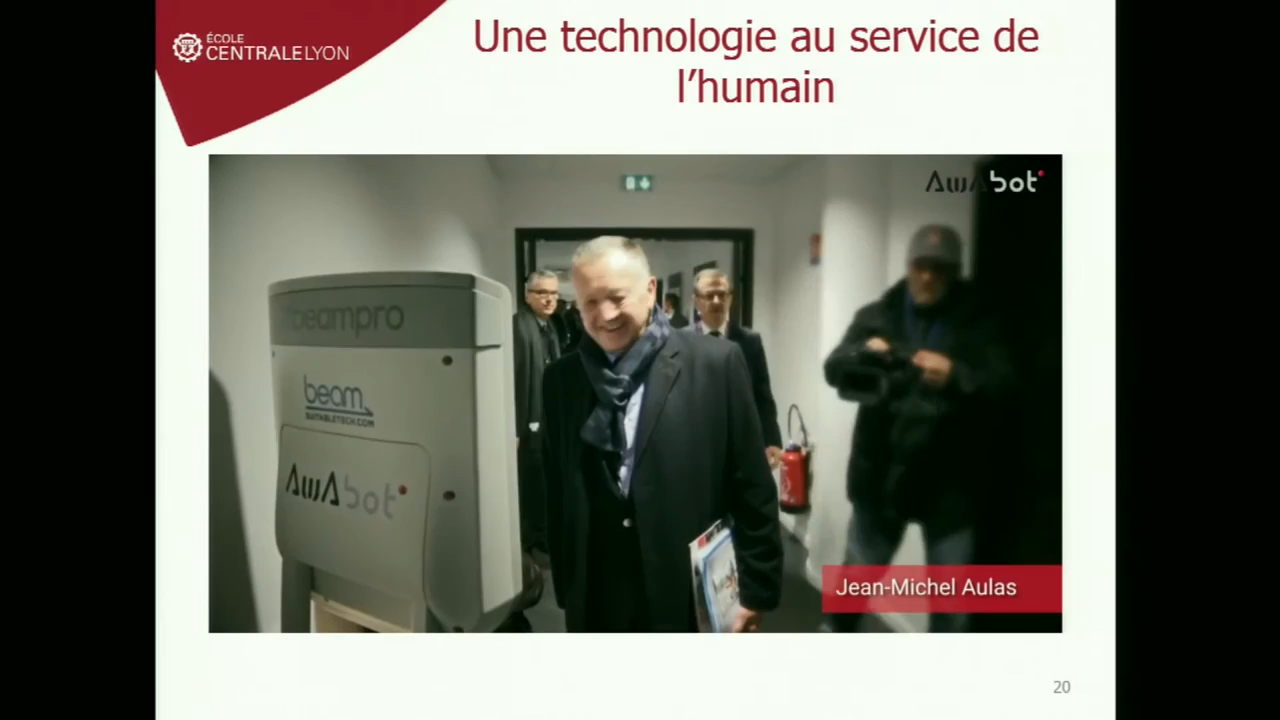 ÉCOLE
CENTRALELYON
Une technologie au service de
l'humain
AwAbot
beampro
beam
SUITABLETECH.COM
AwAbot
Jean-Michel Aulas
20